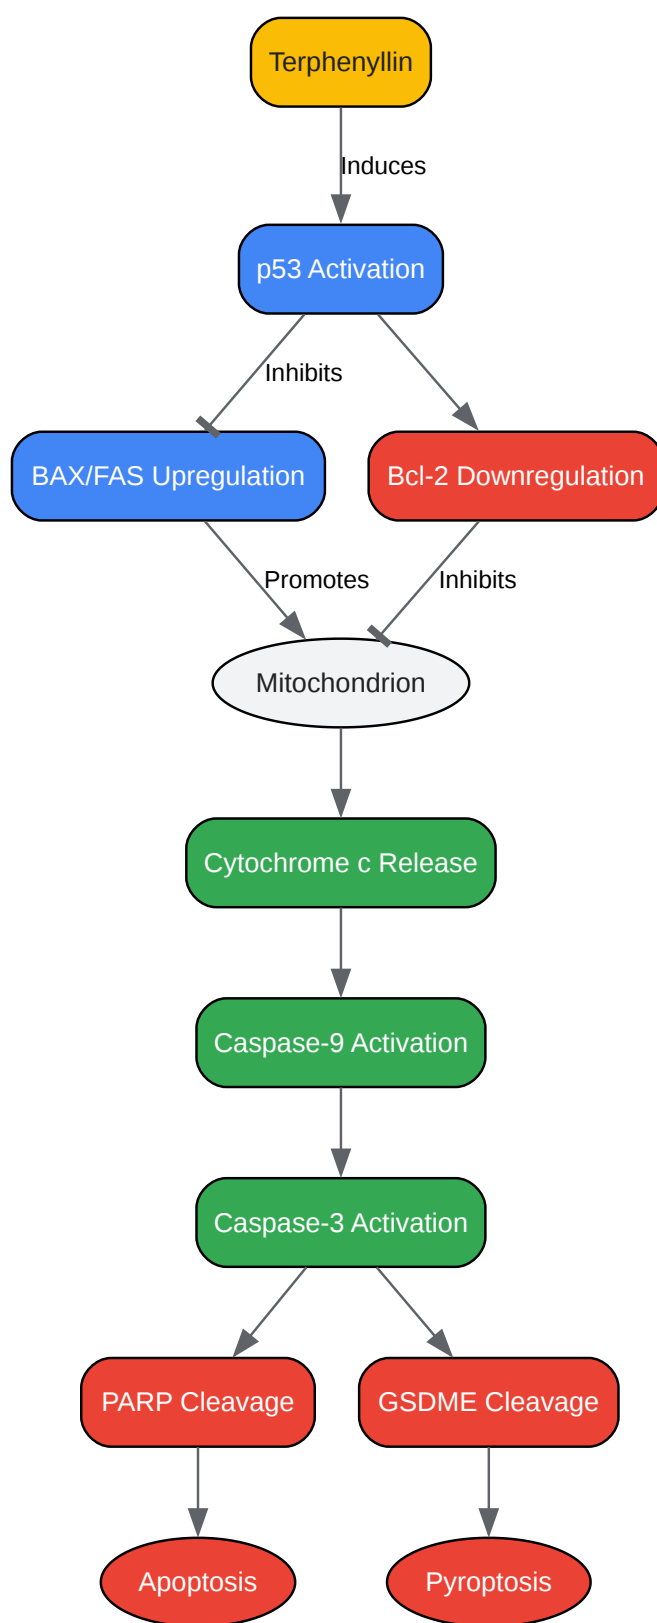 Terphenyllin
Induces
p53 Activation
Inhibits
BAX/FAS Upregulation
Bcl-2 Downregulation
Promotes
Inhibits
Mitochondrion
Cytochrome c Release
Caspase-9 Activation
Caspase-3 Activation
PARP Cleavage
GSDME Cleavage
Apoptosis
Pyroptosis